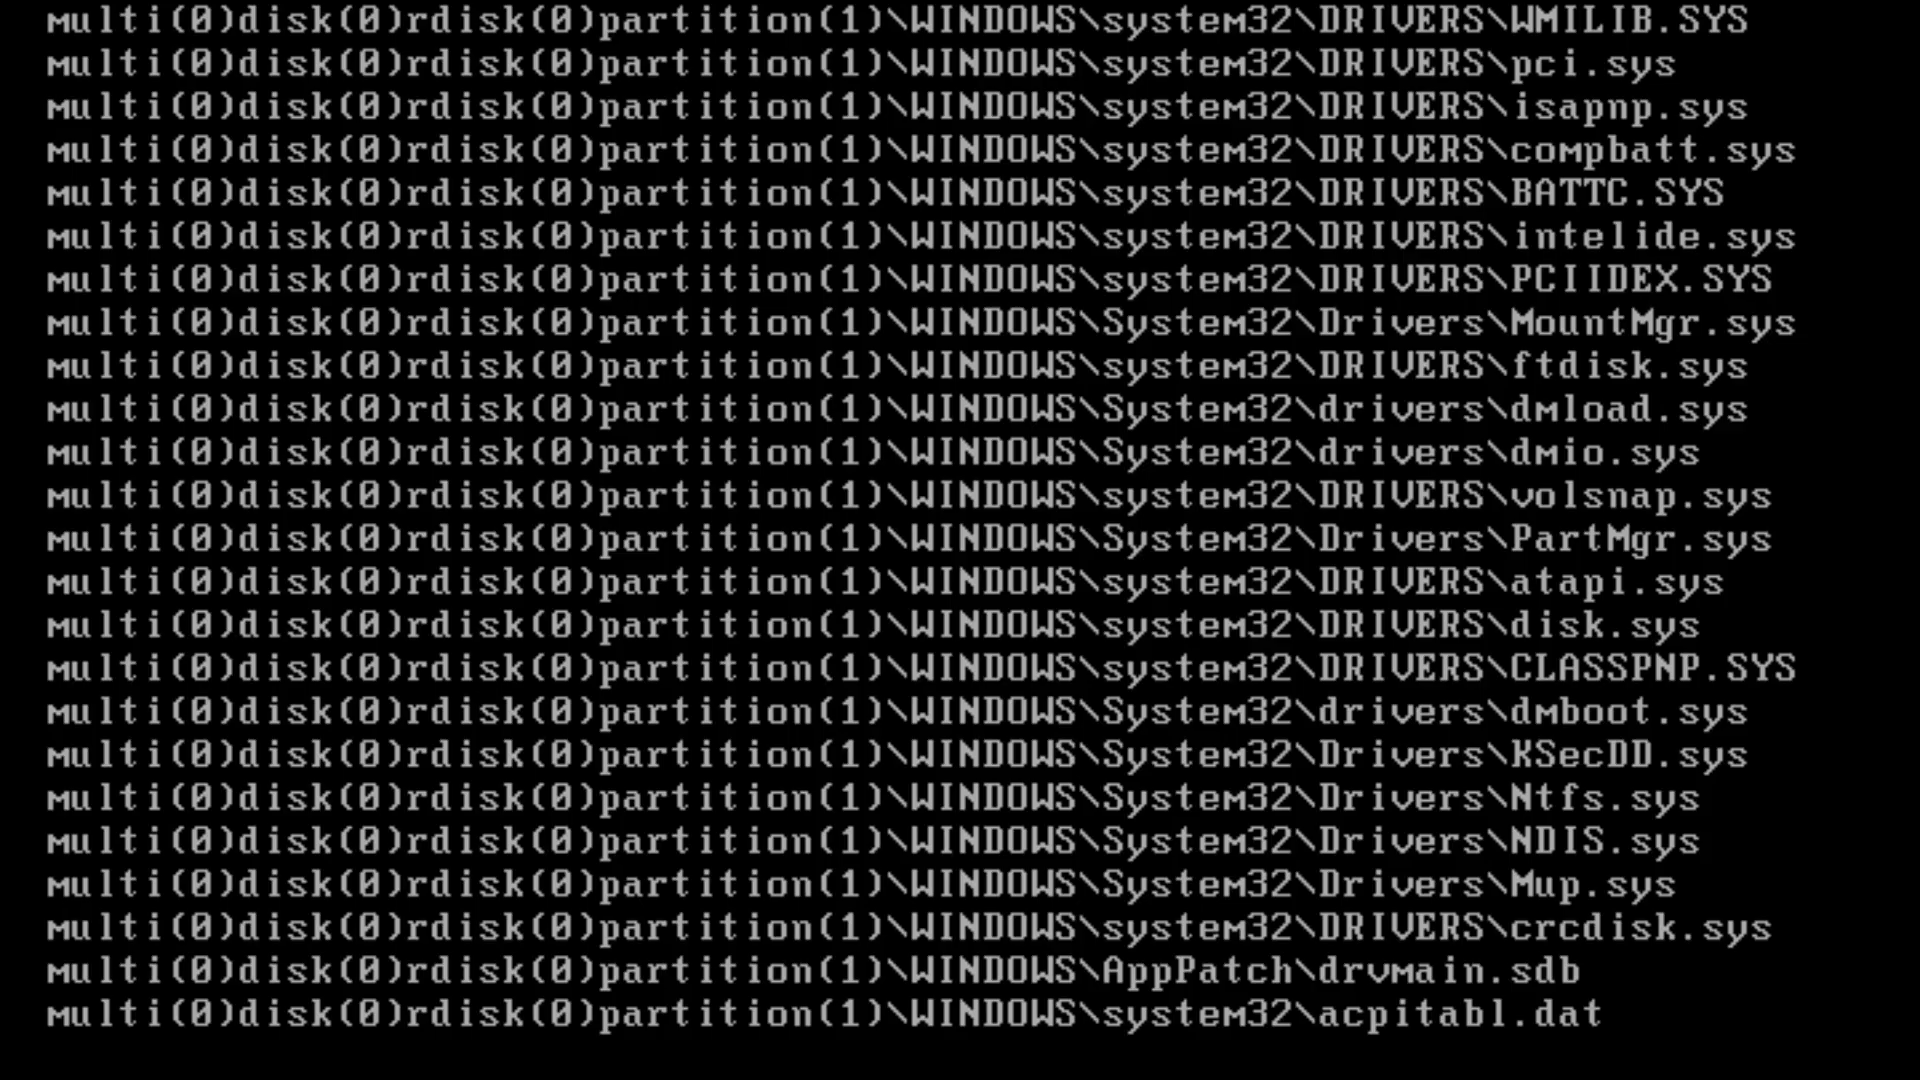 multi(0)disk(0)rdisk(0)partition(1)\WINDOWS\system32\DRIVERS\WMILIB.SYS
multi(0)disk(0)rdisk(0)partition(1)\WINDOWS\system32\DRIVERS\pci.sys
multi(0)disk(0)rdisk(0)partition(1)\WINDOWS\system32\DRIVERS\isapnp.sys
multi(0)disk(0)rdisk(0)partition(1)\WINDOWS\system32\DRIVERS\compbatt.sys
multi(0)disk(0)rdisk(0)partition(1)\WINDOWS\system32\DRIVERS\BATTC.SYS
multi(0)disk(0)rdisk(0)partition(1)\WINDOWS\system32\DRIVERS\intelide.sys
multi(0)disk(0)rdisk(0)partition(1)\WINDOWS\system32\DRIVERS\PCIIDEX.SYS
multi(0)disk(0)rdisk(0)partition(1)\WINDOWS\System32\Drivers\MountMgr.sys
multi(0)disk(0)rdisk(0)partition(1)\WINDOWS\system32\DRIVERS\ftdisk.sys
multi(0)disk(0)rdisk(0)partition(1)\WINDOWS\System32\drivers\dmload.sys
multi(0)disk(0)rdisk(0)partition(1)\WINDOWS\System32\drivers\dmio.sys
multi(0)disk(0)rdisk(0)partition(1)\WINDOWS\system32\DRIVERS\volsnap.sys
multi(0)disk(0)rdisk(0)partition(1)\WINDOWS\System32\Drivers\PartMgr.sys
multi(0)disk(0)rdisk(0)partition(1)\WINDOWS\system32\DRIVERS\atapi.sys
multi(0)disk(0)rdisk(0)partition(1)\WINDOWS\system32\DRIVERS\disk.sys
multi(0)disk(0)rdisk(0)partition(1)\WINDOWS\system32\DRIVERS\CLASSPNP.SYS
multi(0)disk(0)rdisk(0)partition(1)\WINDOWS\System32\drivers\dmboot.sys
multi(0)disk(0)rdisk(0)partition(1)\WINDOWS\System32\Drivers\KSecDD.sys
multi(0)disk(0)rdisk(0)partition(1)\WINDOWS\System32\Drivers\Ntfs.sys
multi(0)disk(0)rdisk(0)partition(1)\WINDOWS\System32\Drivers\NDIS.sys
multi(0)disk(0)rdisk(0)partition(1)\WINDOWS\System32\Drivers\Mup.sys
multi(0)disk(0)rdisk(0)partition(1)\WINDOWS\system32\DRIVERS\crcdisk.sys
multi(0)disk(0)rdisk(0)partition(1)\WINDOWS\AppPatch\drvmain.sdb
multi(0)disk(0)rdisk(0)partition(1)\WINDOWS\system32\acpitabl.dat